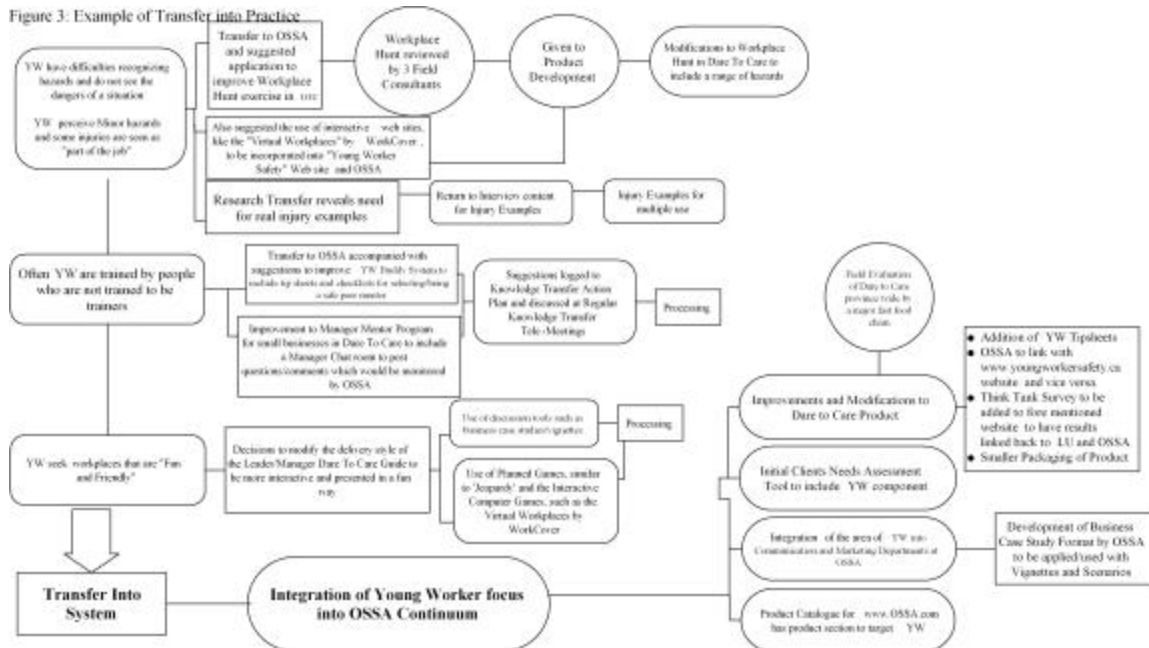 Figure 3: Example of Transfer into Practice
YW have difficulties recognizing
hazards and do not see the
dangers of a situation
YW perceive Minor hazards
and some injuries are seen as
"part of the job"
Transfer to OSSA
and suggested
application to
improve Workplace
Hunt exercise in
Workplace
Hunt reviewed
by 3 Field
Consultants
Given to
Product
Development
Modifications to Workplace
Hunt in Dare To Care to
include a range of hazards
Also suggested the use of interactive web sites,
like the "Virtual Workplaces" by WorkCover ,
to be incorporated into "Young Worker
Safety" Web site and OSSA
Research Transfer reveals need
for real injury examples
Return to Interview content
for Injury Examples
Injury Examples for
multiple use
Often YW are trained by people
who are not trained to be
trainers
Transfer to OSSA accompanied with
suggestions to improve YW Buddy System to
include tip sheets and checklists for selecting/being
a safe peer mentor
Improvement to Manager Mentor Program
for small businesses in Dare To Care to include
a Manager Chat room to post
questions/comments which would be monitored
by OSSA
Suggestions logged to
Knowledge Transfer Action
Plan and discussed at Regular
Knowledge Transfer
Tele-Meetings
Processing
YW seek workplaces that are "Fun
and Friendly"
Decisions to modify the delivery style of
the Leader/Manager Dare To Care Guide to
be more interactive and presented in a fun
way
Use of discussion tools such as
business case studies/vignettes
Processing
Use of Planned Games, similar
to 'Jeopardy' and the Interactive
Computer Games, such as the
Virtual Workplaces by
WorkCover
Field Evaluation
of Dare to Care
province wide by
a major fast food
chain
Improvements and Modifications to
Dare to Care Product
● Addition of YW Tipsheets
● OSSA to link with
www.youngworkersafety.ca
website and vice versa
● Think Tank Survey to be
added to fore mentioned
website to have results
linked back to LU and OSSA
● Smaller Packaging of Product
Initial Clients Needs Assessment
Tool to include YW component
Integration of the area of YW into
Communication and Marketing Departments at
OSSA
Development of Business
Case Study Format by OSSA
to be applied/used with
Vignettes and Scenarios
Product Catalogue for www.OSSA.com
has product section to target YW
Transfer Into
System
Integration of Young Worker focus
into OSSA Continuum